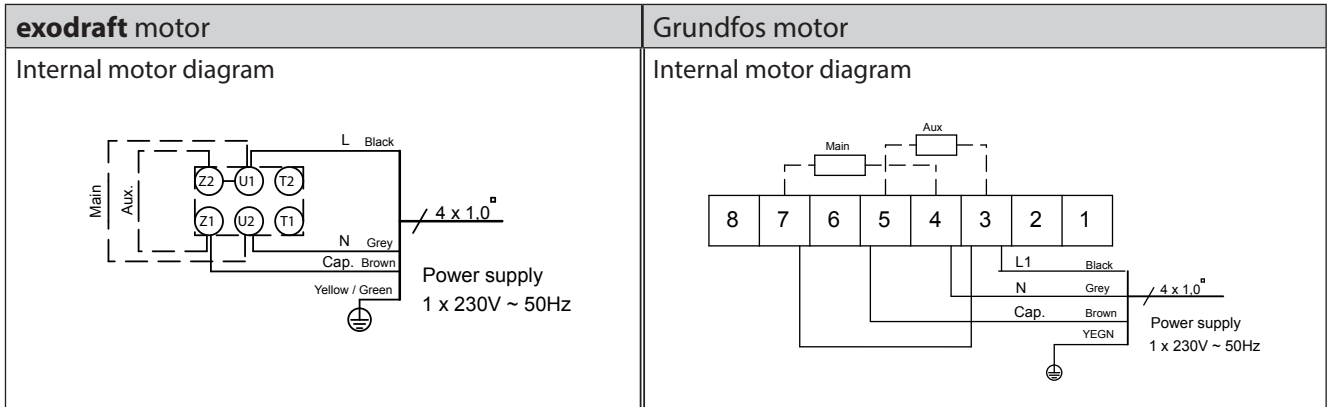 exodraft motor
Grundfos motor
Internal motor diagram
L Black
Z2 U1 T2
Z1 U2 T1
Main
Aux.
N Grey
Cap. Brown
Yellow / Green
4 x 1,0▫
Power supply
1 x 230V ~ 50Hz
Internal motor diagram
Aux
Main
8 7 6 5 4 3 2 1
L1 Black
N Grey
Cap. Brown
YEGN
4 x 1,0▫
Power supply
1 x 230V ~ 50Hz